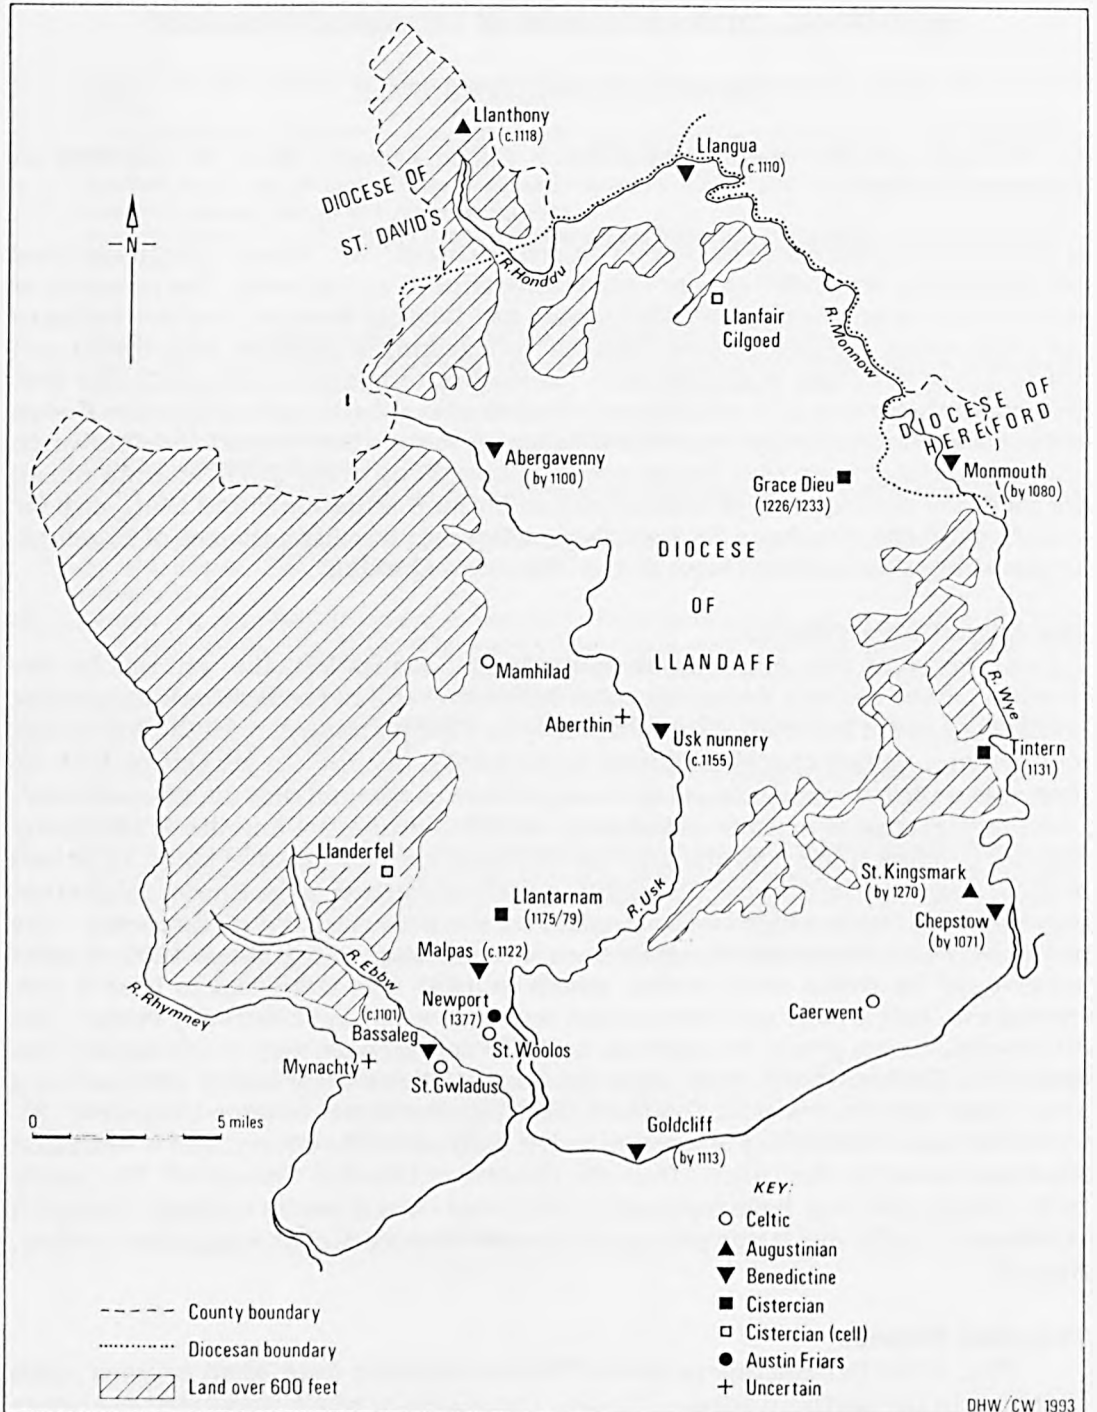 Llanthony
(c.1118)
Llangua
(c.1110)
DIOCESE OF
ST. DAVID'S
-N-
R.Honddu
Llanfair
Cilgoed
R.Monnow
DIOCESE OF
HEREFORD
Abergavenny
(by 1100)
Grace Dieu
(1226/1233)
Monmouth
(by 1080)
DIOCESE
OF
LLANDAFF
Mamhilad
Aberthin
Usk nunnery
(c.1155)
R.Wye
Tintern
(1131)
Llanderfel
St.Kingsmark
(by 1270)
Llantarnam
(1175/79)
R.Usk
Chepstow
(by 1071)
Malpas (c.1122)
R.Ebbw
R.Rhymney
Newport
(1377)
Caerwent
(c.1101)
Bassaleg
St.Woolos
Mynachty
St.Gwladus
0 5 miles
Goldcliff
(by 1113)
KEY:
Celtic
Augustinian
Benedictine
Cistercian
Cistercian (cell)
Austin Friars
Uncertain
County boundary
Diocesan boundary
Land over 600 feet
DHW/CW 1993